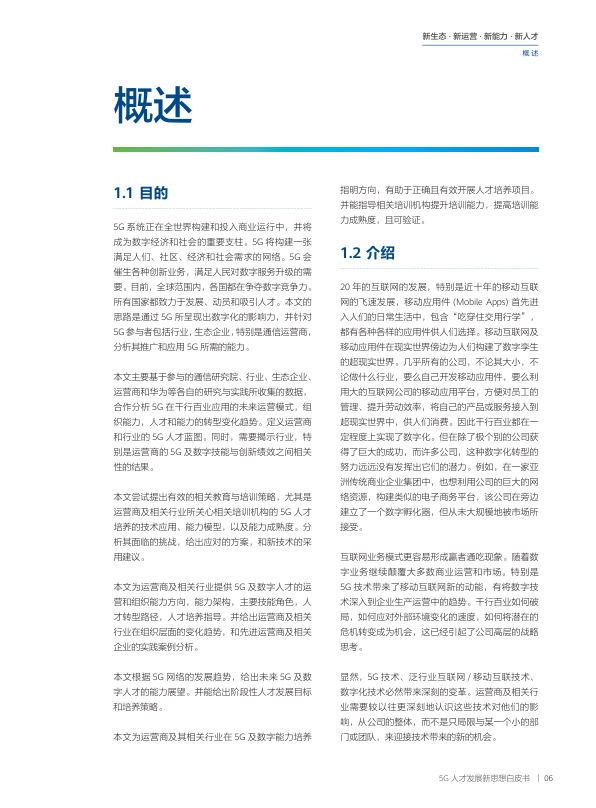 新生态 · 新运营 · 新能力 · 新人才
概 述
概述
1.1 目的
5G 系统正在全世界构建和投入商业运行中，并将
成为数字经济和社会的重要支柱。5G 将构建一张
满足人们、社区、经济和社会需求的网络。5G 会
催生各种创新业务，满足人民对数字服务升级的需
要。目前，全球范围内，各国都在争夺数字竞争力。
所有国家都致力于发展、动员和吸引人才。本文的
思路是通过 5G 所呈现出数字化的影响力，并针对
5G 参与者包括行业，生态企业，特别是通信运营商，
分析其推广和应用 5G 所需的能力。
本文主要基于参与的通信研究院、行业、生态企业、
运营商和华为等各自的研究与实践所收集的数据，
合作分析 5G 在千行百业应用的未来运营模式，组
织能力，人才和能力的转型变化趋势。定义运营商
和行业的 5G 人才蓝图。同时，需要揭示行业，特
别是运营商的 5G 及数字技能与创新绩效之间相关
性的结果。
本文尝试提出有效的相关教育与培训策略，尤其是
运营商及相关行业所关心相关培训机构的 5G 人才
培养的技术应用、能力模型，以及能力成熟度。分
析其面临的挑战，给出应对的方案，和新技术的采
用建议。
本文为运营商及相关行业提供 5G 及数字人才的运
营和组织能力方向，能力架构，主要技能角色，人
才转型路径，人才培养指导。并给出运营商及相关
行业在组织层面的变化趋势，和先进运营商及相关
企业的实践案例分析。
本文根据 5G 网络的发展趋势，给出未来 5G 及数
字人才的能力展望。并能给出阶段性人才发展目标
和培养策略。
本文为运营商及其相关行业在 5G 及数字能力培养
指明方向，有助于正确且有效开展人才培养项目。
并能指导相关培训机构提升培训能力，提高培训能
力成熟度，且可验证。
1.2 介绍
20 年的互联网的发展，特别是近十年的移动互联
网的飞速发展，移动应用件 (Mobile Apps) 首先进
入人们的日常生活中，包含 “吃穿住交用行学”，
都有各种各样的应用件供人们选择。移动互联网及
移动应用件在现实世界傍边为人们构建了数字孪生
的超现实世界。几乎所有的公司，不论其大小，不
论做什么行业，要么自己开发移动应用件，要么利
用大的互联网公司的移动应用平台，方便对员工的
管理、提升劳动效率，将自己的产品或服务接入到
超现实世界中，供人们消费。因此千行百业都在一
定程度上实现了数字化。但在除了极个别的公司获
得了巨大的成功，而许多公司，这种数字化转型的
努力远远没有发挥出它们的潜力。例如，在一家亚
洲传统商业企业集团中，也想利用公司的巨大的网
络资源，构建类似的电子商务平台，该公司在旁边
建立了一个数字孵化器，但从未大规模地被市场所
接受。
互联网业务模式更容易形成赢者通吃现象。随着数
字业务继续颠覆大多数商业运营和市场。特别是
5G 技术带来了移动互联网新的动能，有将数字技
术深入到企业生产运营中的趋势。千行百业如何破
局，如何应对外部环境变化的速度，如何将潜在的
危机转变成为机会，这已经引起了公司高层的战略
思考。
显然，5G 技术、泛行业互联网 / 移动互联技术、
数字化技术必然带来深刻的变革。运营商及相关行
业需要较以往更深刻地认识这些技术对他们的影
响，从公司的整体，而不是只局限与某一个小的部
门或团队，来迎接技术带来的新的机会。
5G 人才发展新思想白皮书 | 06